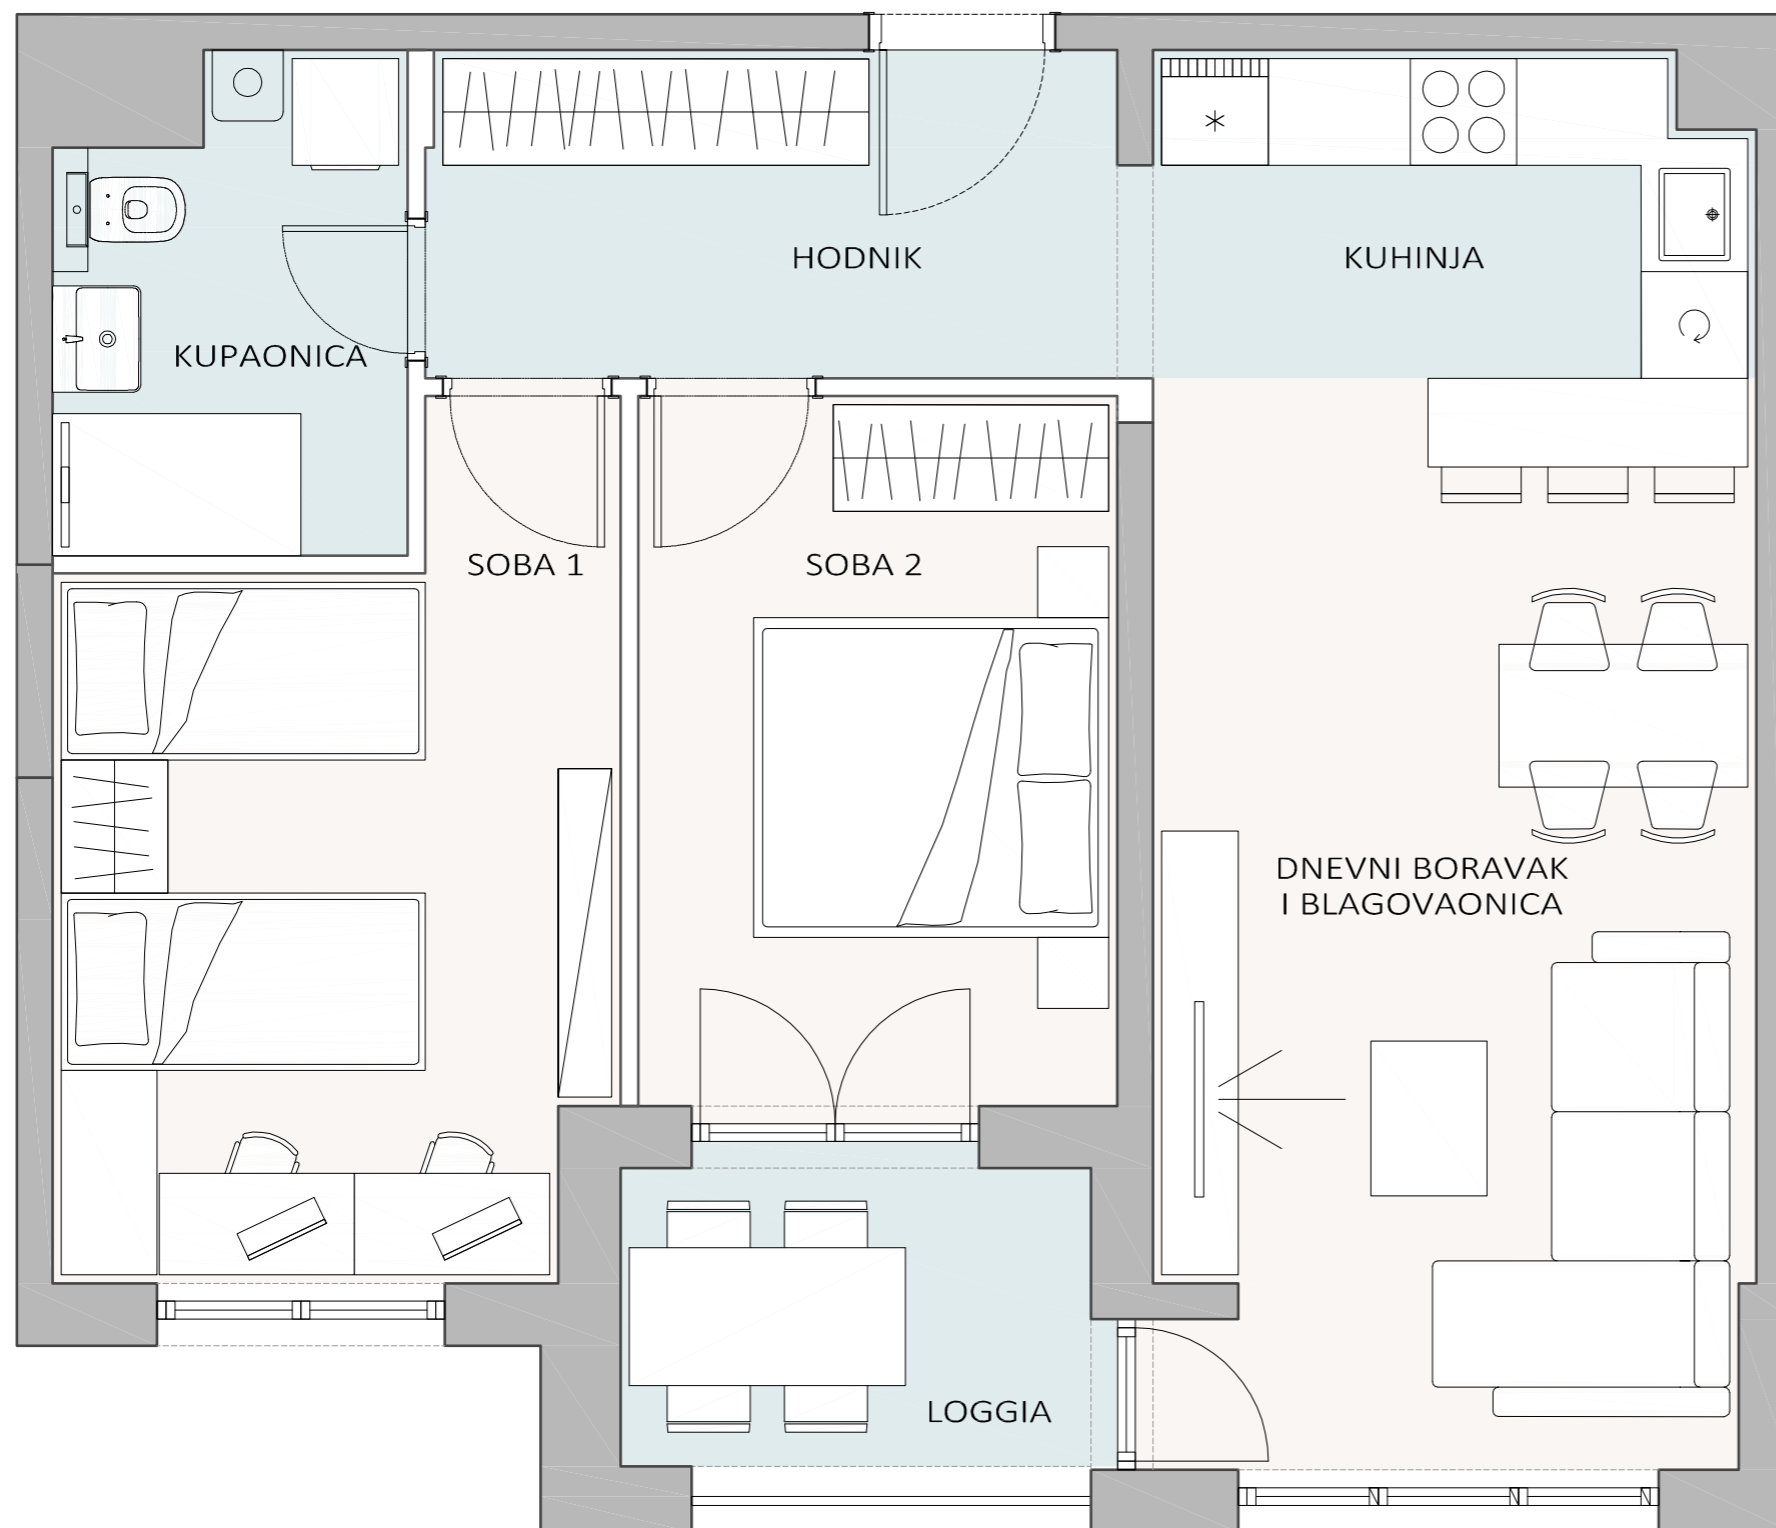 HODNIK
KUHINJA
KUPAONICA
SOBA 1
SOBA 2
DNEVNI BORAVAK
I BLAGOVAONICA
LOGGIA